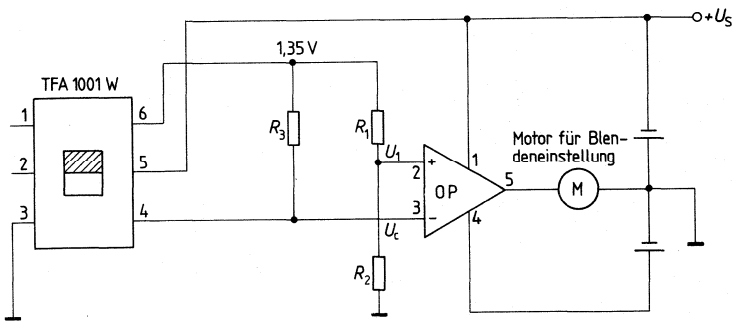 +U_S
1,35 V
TFA 1001 W
1
6
R_3
R_1
Motor für Blen-
deneinstellung
U_1
+
1
2
5
2
OP
5
M
3
4
3
−
4
U_c
R_2